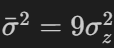 σ̄² = 9σ_z²